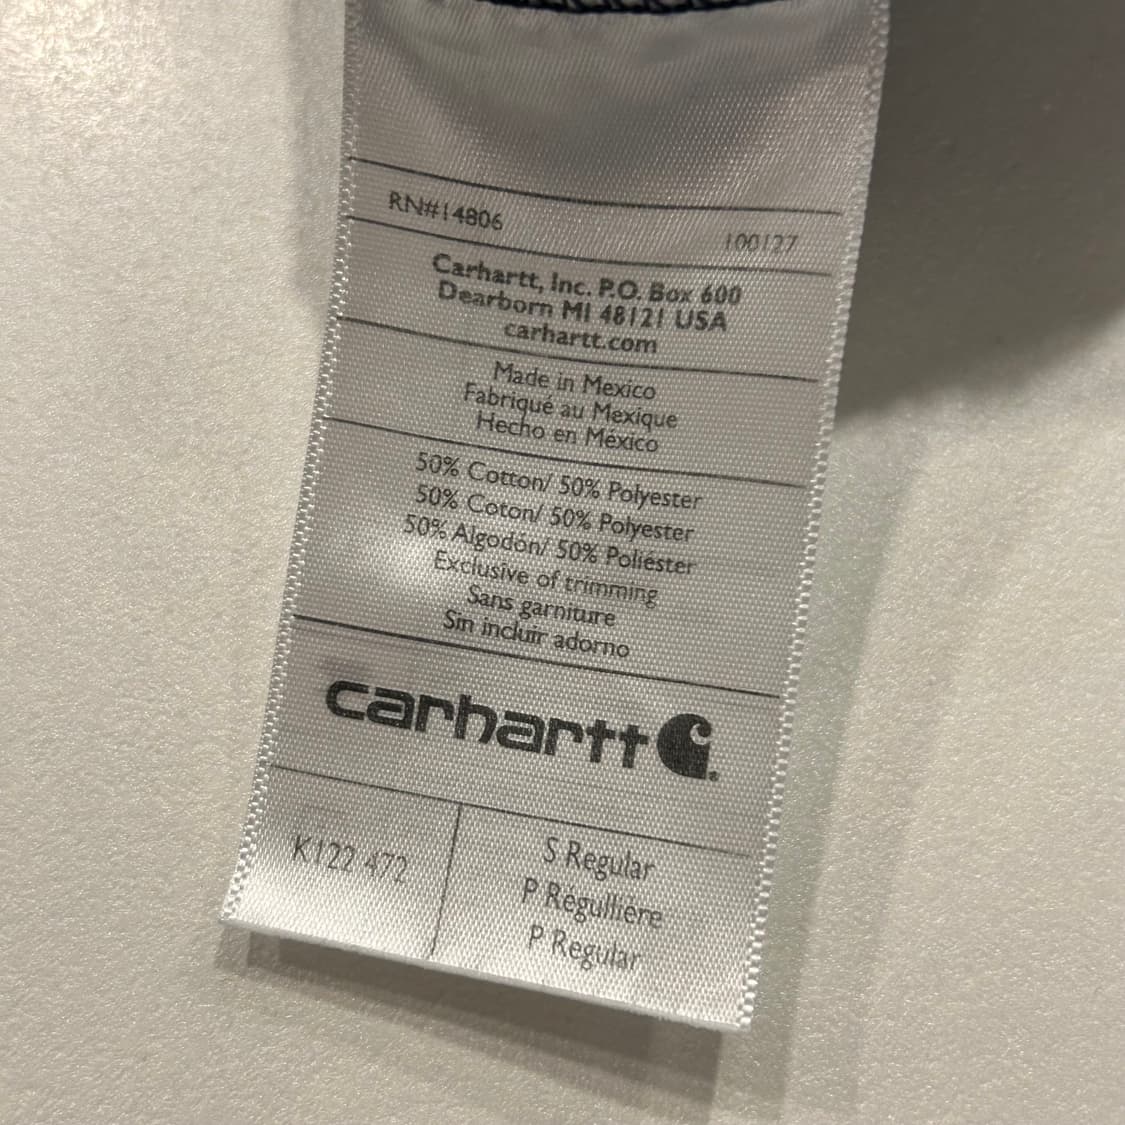 RN#14806
100127
Carhartt, Inc. P.O. Box 600
Dearborn MI 48121 USA
carhartt.com
Made in Mexico
Fabriqué au Mexique
Hecho en México
50% Cotton/ 50% Polyester
50% Coton/ 50% Polyester
50% Algodón/ 50% Poliéster
Exclusive of trimming
Sans garniture
Sin incluir adorno
carhartt
K122 472
S Regular
P Régulliére
P Regular